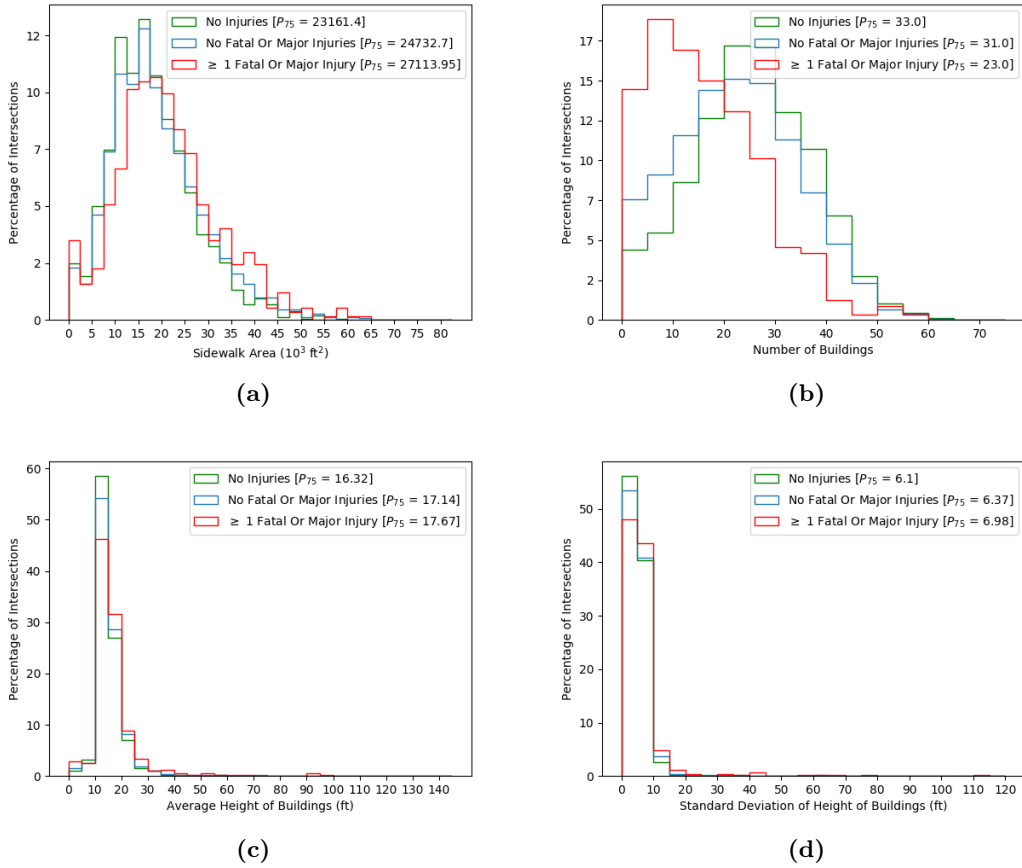 No Injuries [P75 = 23161.4]
No Fatal Or Major Injuries [P75 = 24732.7]
≥ 1 Fatal Or Major Injury [P75 = 27113.95]
Percentage of Intersections
12
10
7
5
2
0
0 5 10 15 20 25 30 35 40 45 50 55 60 65 70 75 80
Sidewalk Area (10³ ft²)
(a)
No Injuries [P75 = 33.0]
No Fatal Or Major Injuries [P75 = 31.0]
≥ 1 Fatal Or Major Injury [P75 = 23.0]
Percentage of Intersections
17
15
12
10
7
5
2
0
0 10 20 30 40 50 60 70
Number of Buildings
(b)
No Injuries [P75 = 16.32]
No Fatal Or Major Injuries [P75 = 17.14]
≥ 1 Fatal Or Major Injury [P75 = 17.67]
Percentage of Intersections
60
50
40
30
20
10
0
0 10 20 30 40 50 60 70 80 90 100 110 120 130 140
Average Height of Buildings (ft)
(c)
No Injuries [P75 = 6.1]
No Fatal Or Major Injuries [P75 = 6.37]
≥ 1 Fatal Or Major Injury [P75 = 6.98]
Percentage of Intersections
50
40
30
20
10
0
0 10 20 30 40 50 60 70 80 90 100 110 120
Standard Deviation of Height of Buildings (ft)
(d)